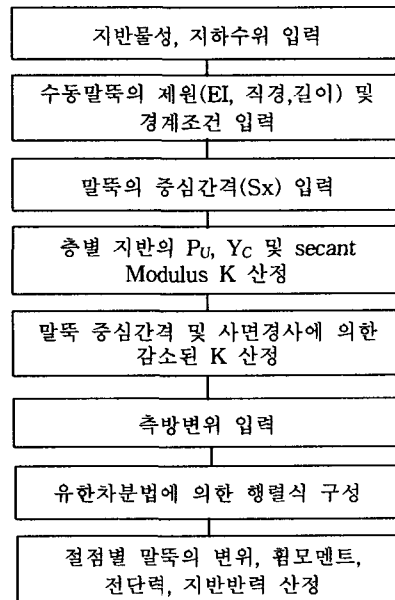 지반물성, 지하수위 입력
수동말뚝의 제원(EI, 직경,길이) 및
경계조건 입력
말뚝의 중심간격(Sx) 입력
층별 지반의 PU, YC 및 secant
Modulus K 산정
말뚝 중심간격 및 사면경사에 의한
감소된 K 산정
측방변위 입력
유한차분법에 의한 행렬식 구성
절점별 말뚝의 변위, 휨모멘트,
전단력, 지반반력 산정